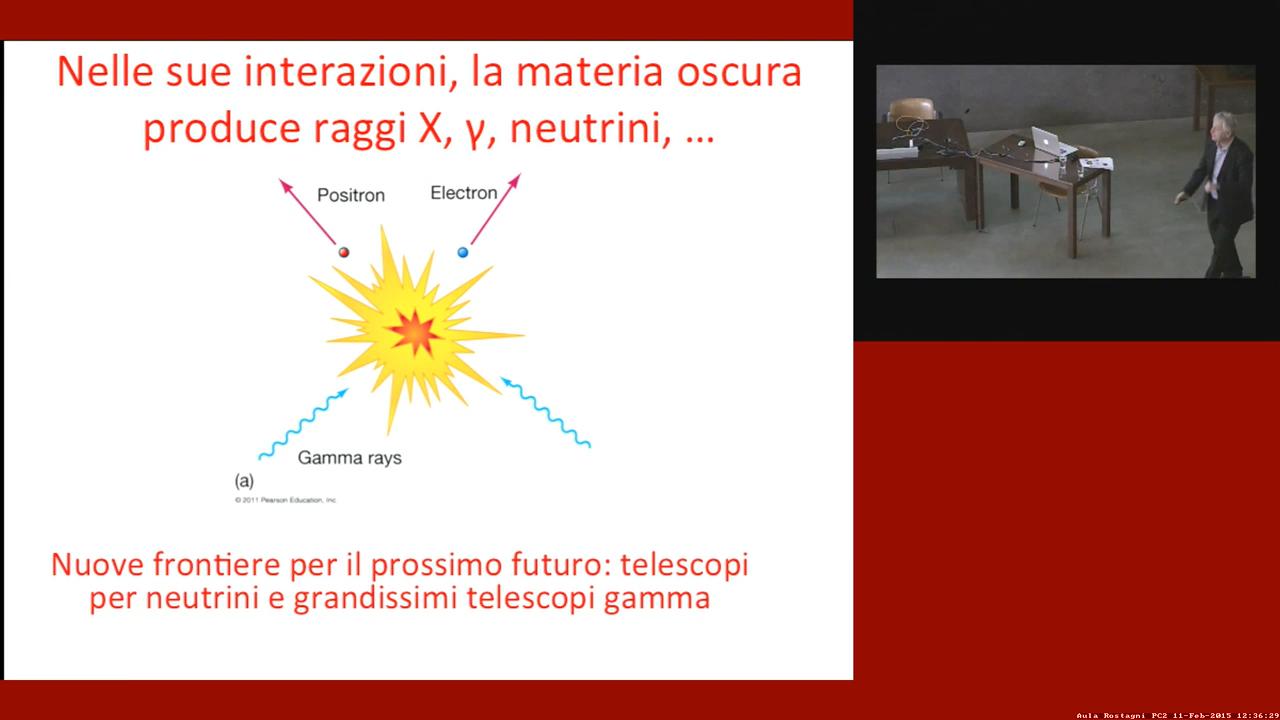 Nelle sue interazioni, la materia oscura
produce raggi X, γ, neutrini, ...
Positron
Electron
Gamma rays
(a)
© 2011 Pearson Education, Inc.
Nuove frontiere per il prossimo futuro: telescopi
per neutrini e grandissimi telescopi gamma
Aula Rostagni PC2 11-Feb-2015 12:36:29